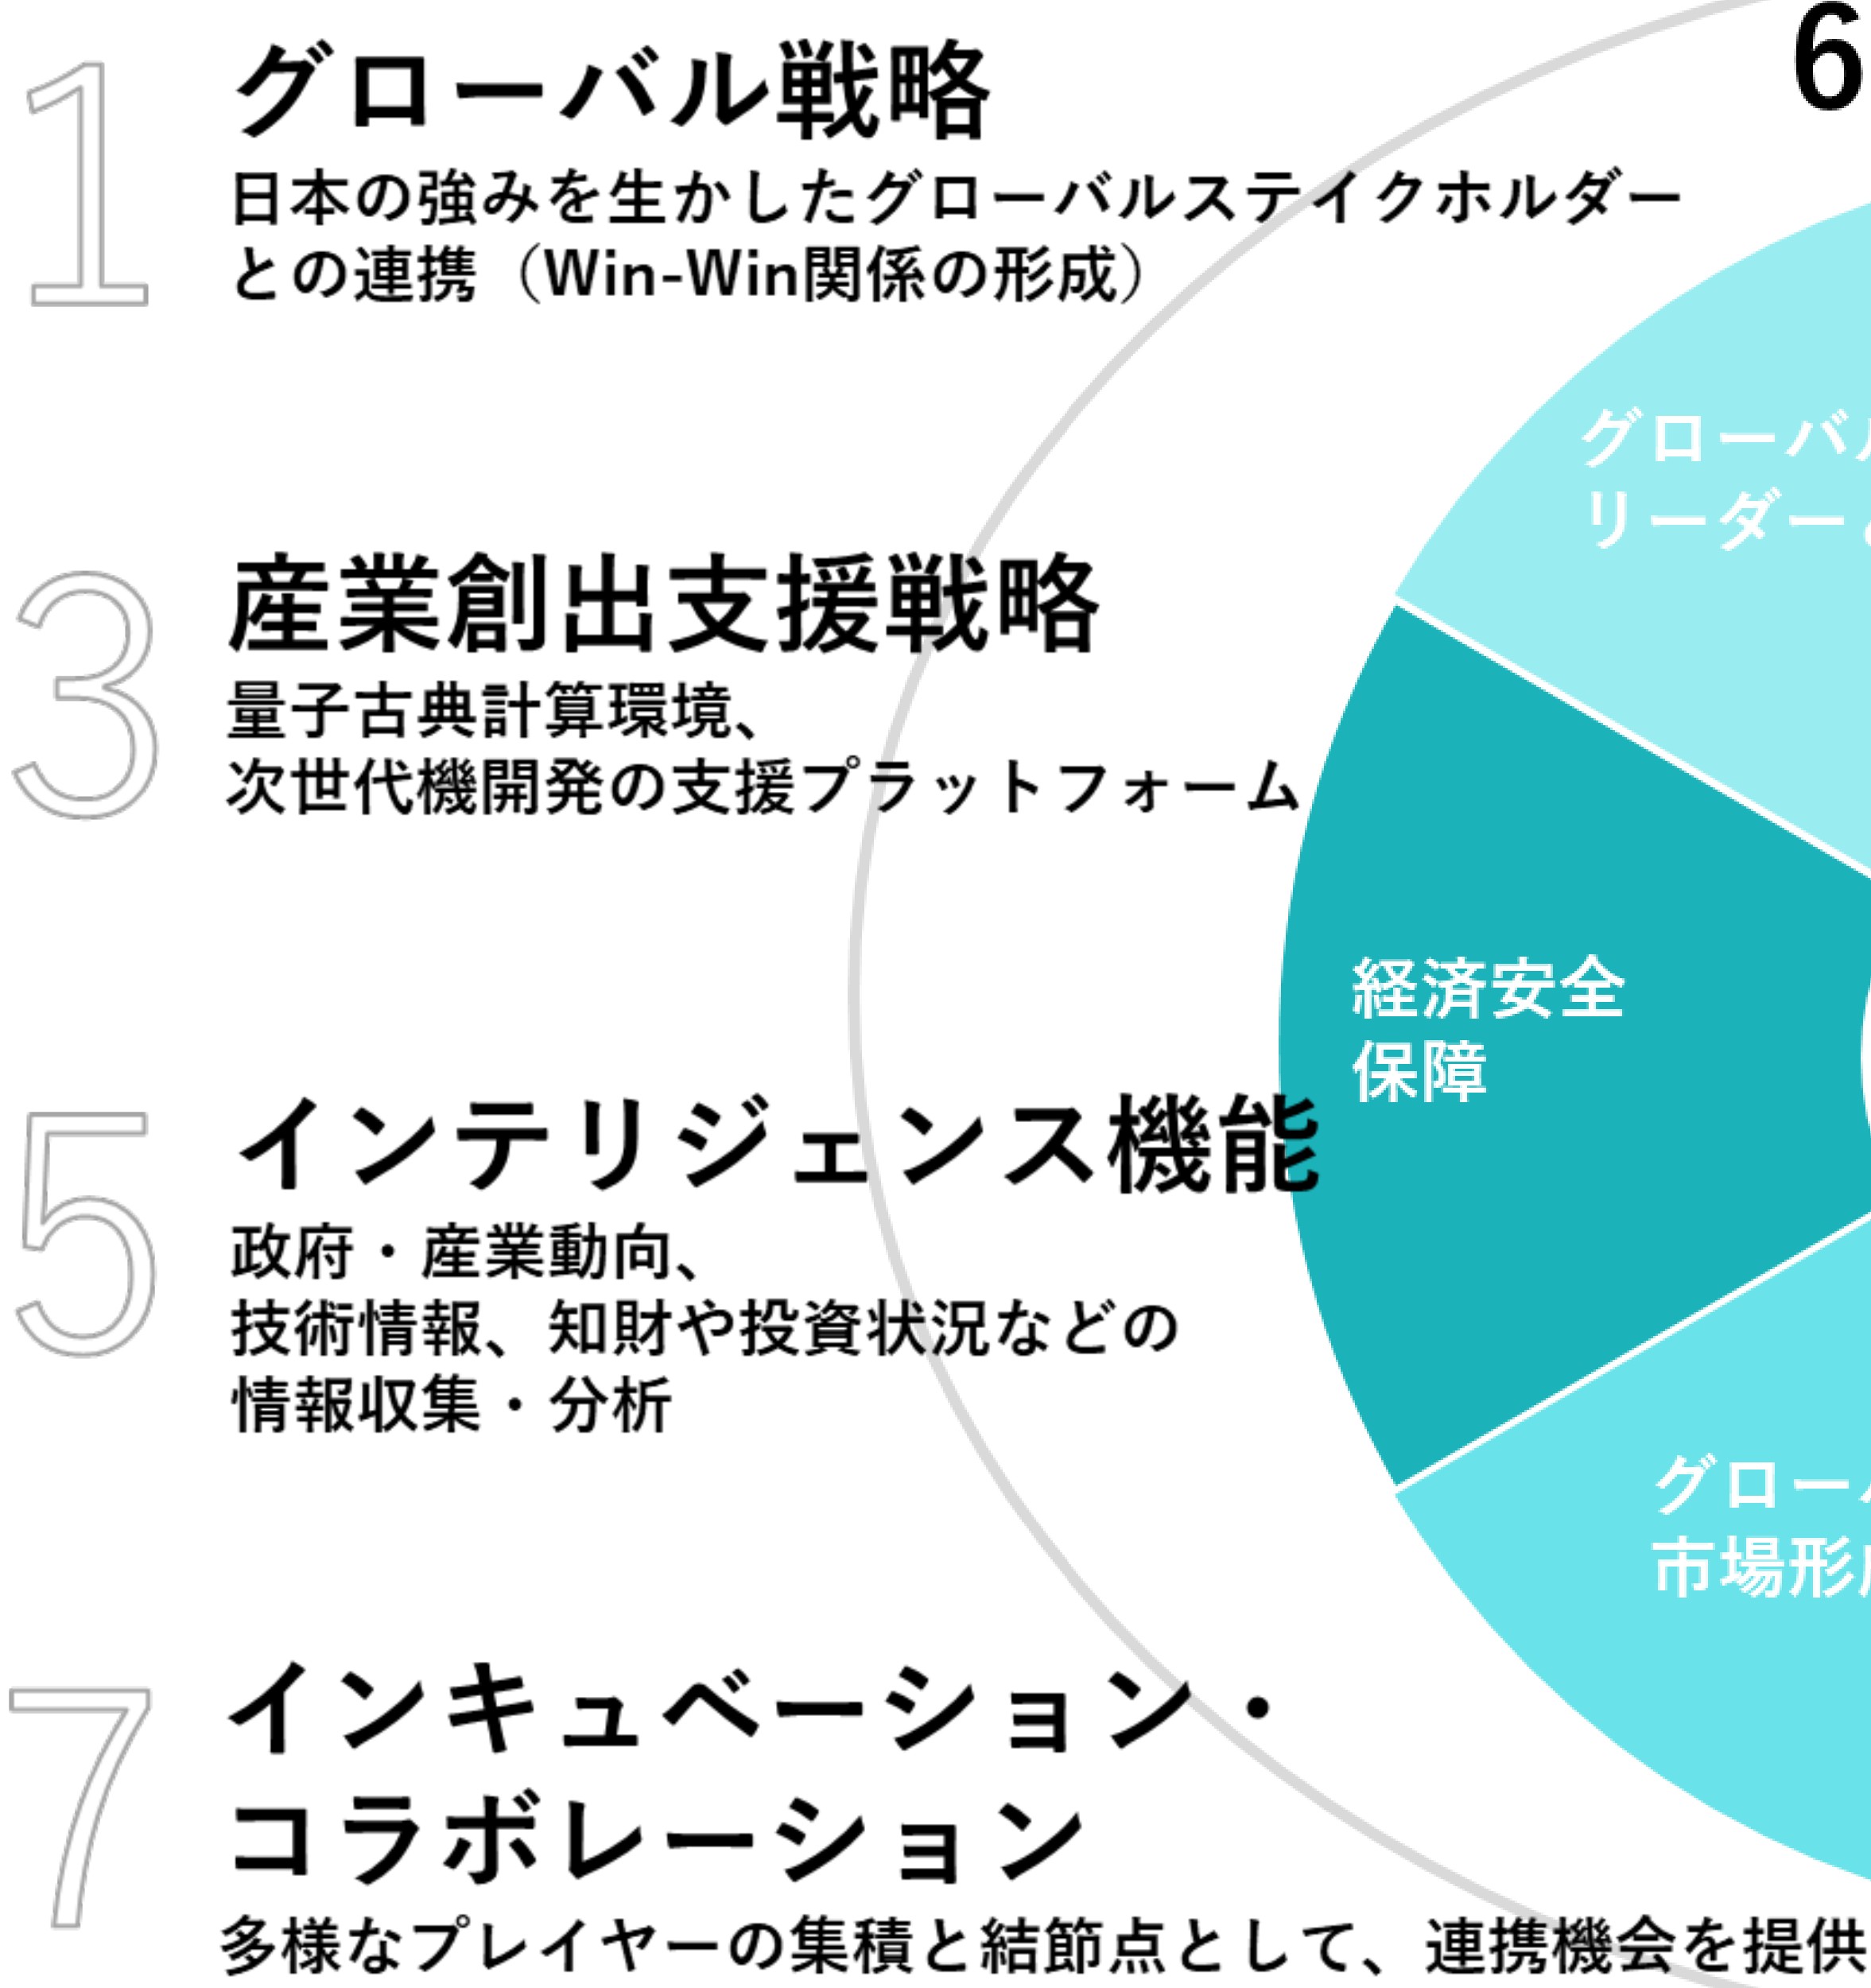 1
グローバル戦略
日本の強みを生かしたグローバルステイクホルダー
との連携（Win-Win関係の形成）
6
グローバル
リーダー
3
産業創出支援戦略
量子古典計算環境、
次世代機開発の支援プラットフォーム
経済安全
保障
5
インテリジェンス機能
政府・産業動向、
技術情報、知財や投資状況などの
情報収集・分析
グロー
市場形
7
インキュベーション・
コラボレーション
多様なプレイヤーの集積と結節点として、連携機会を提供